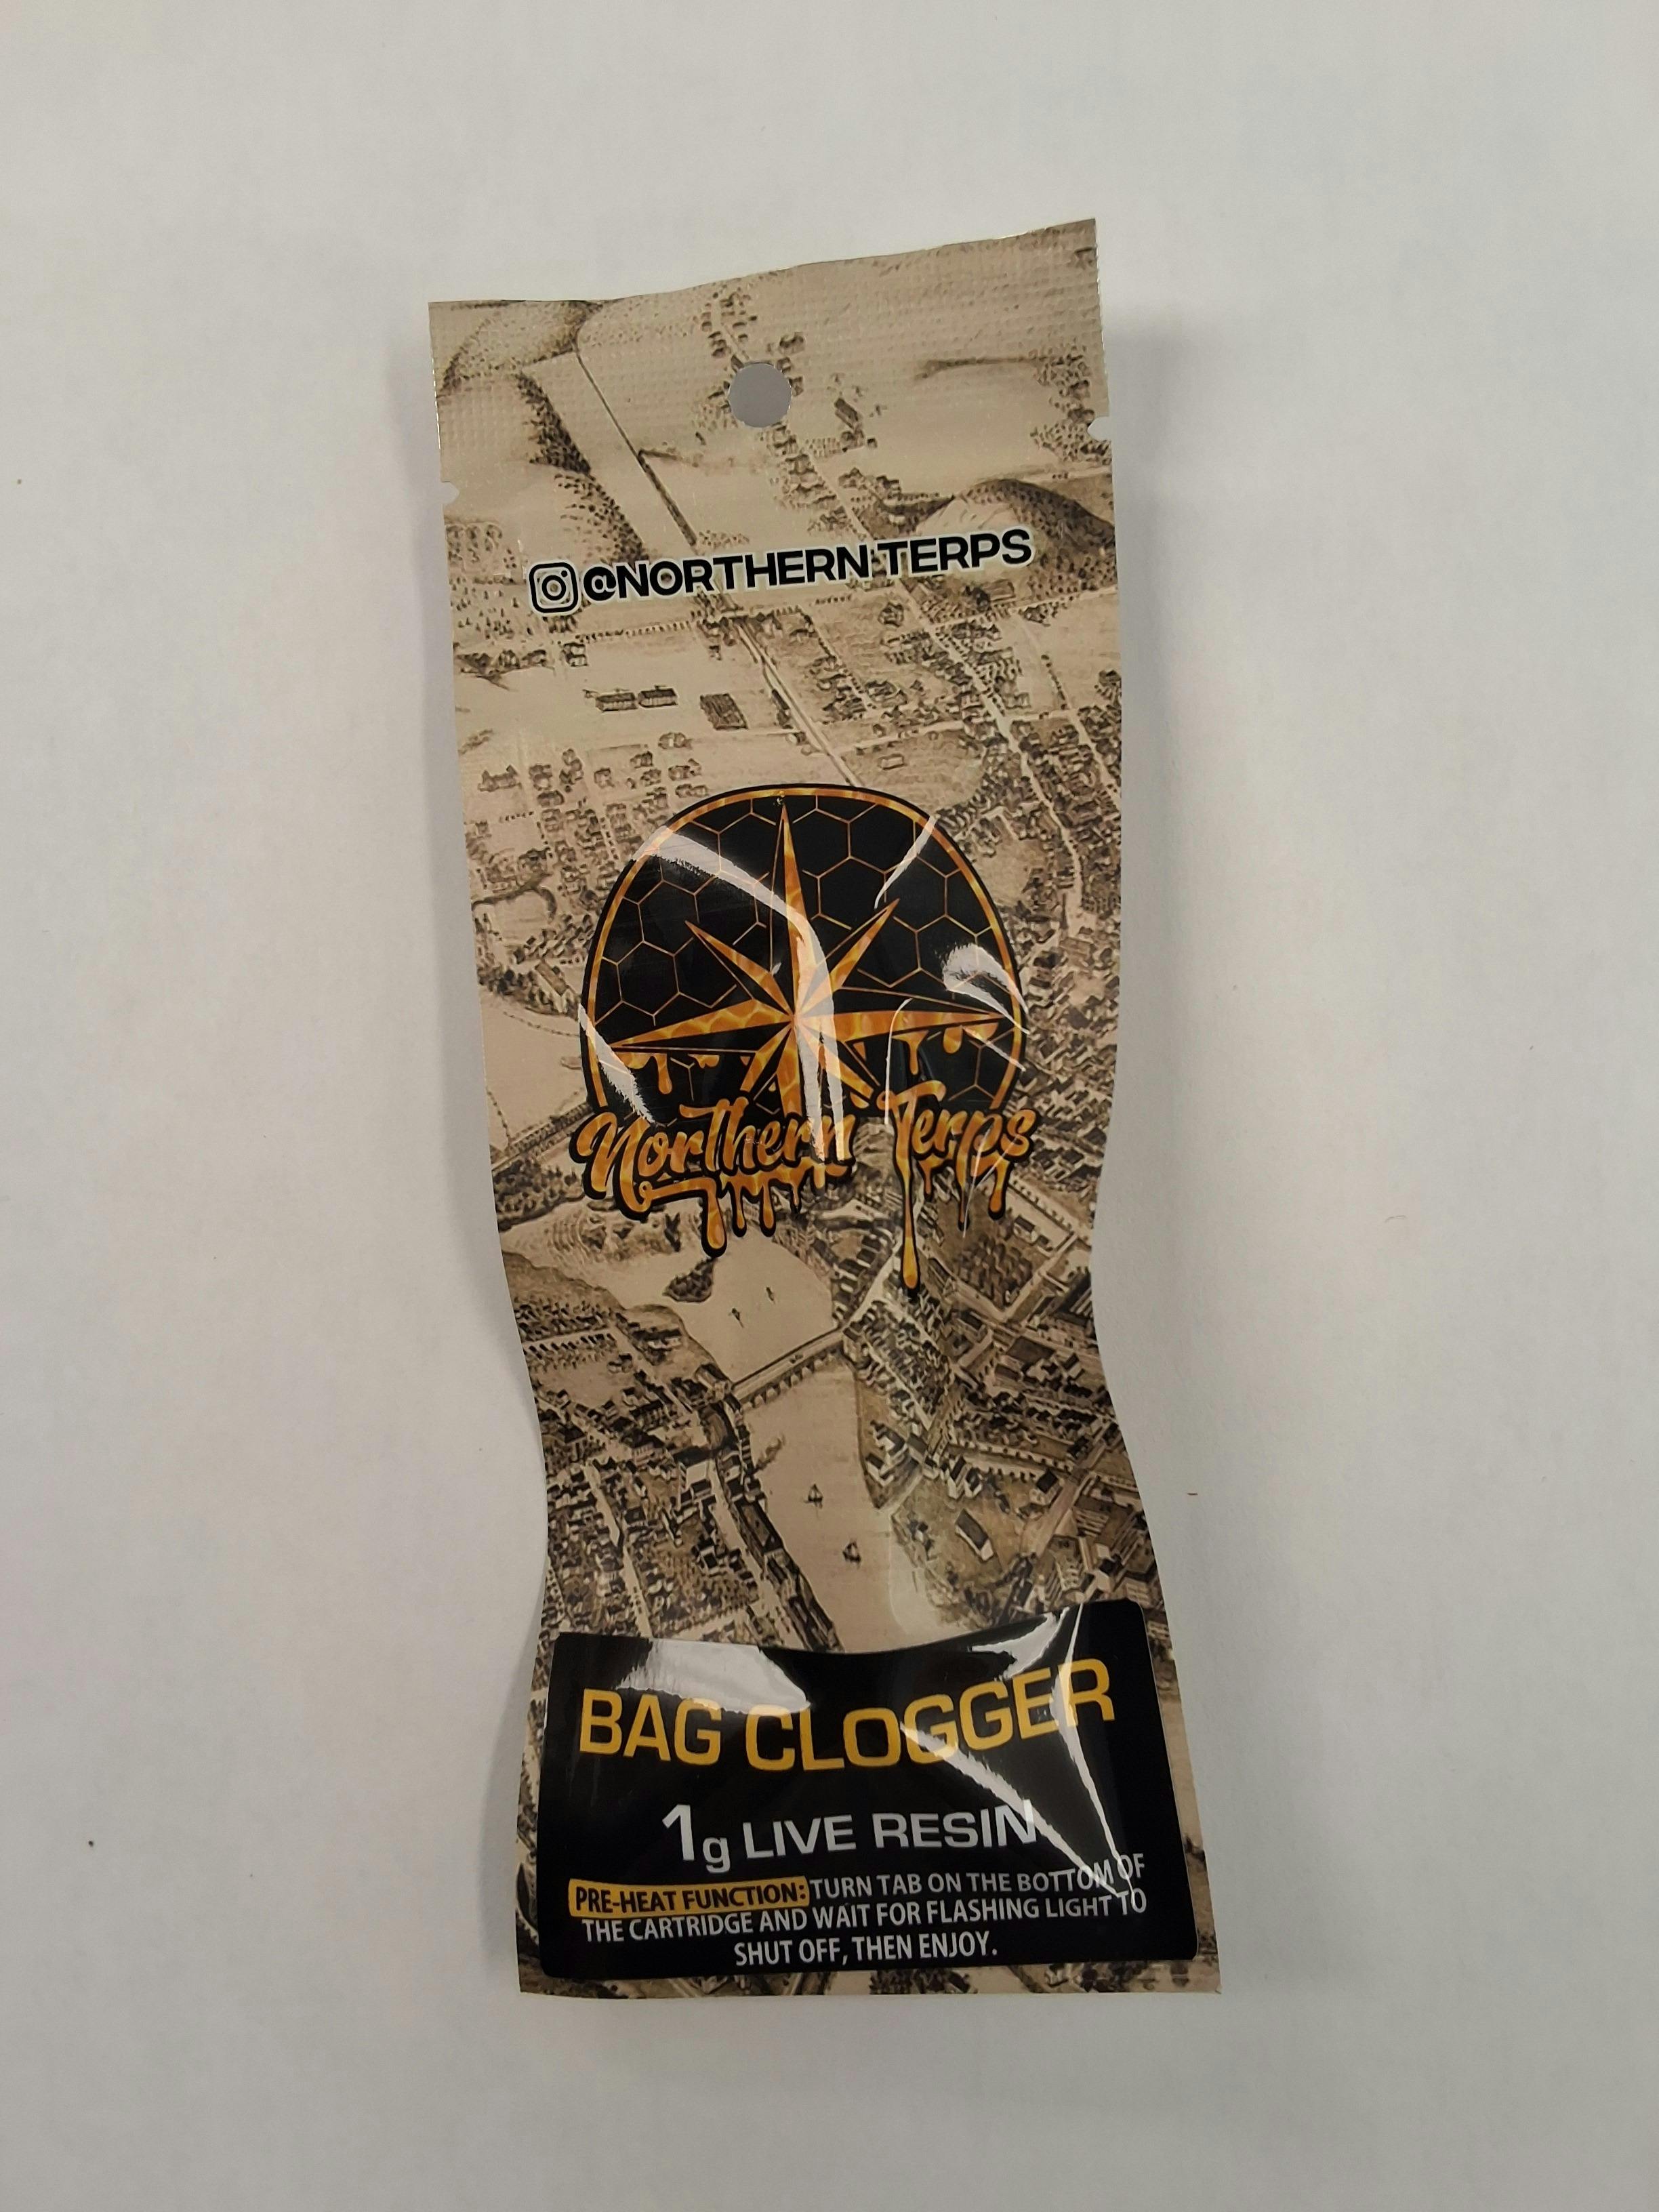 @NORTHERN.TERPS
Northern Terps
BAG CLOGGER
1g LIVE RESIN
PRE-HEAT FUNCTION: TURN TAB ON THE BOTTOM OF
THE CARTRIDGE AND WAIT FOR FLASHING LIGHT TO
SHUT OFF, THEN ENJOY.